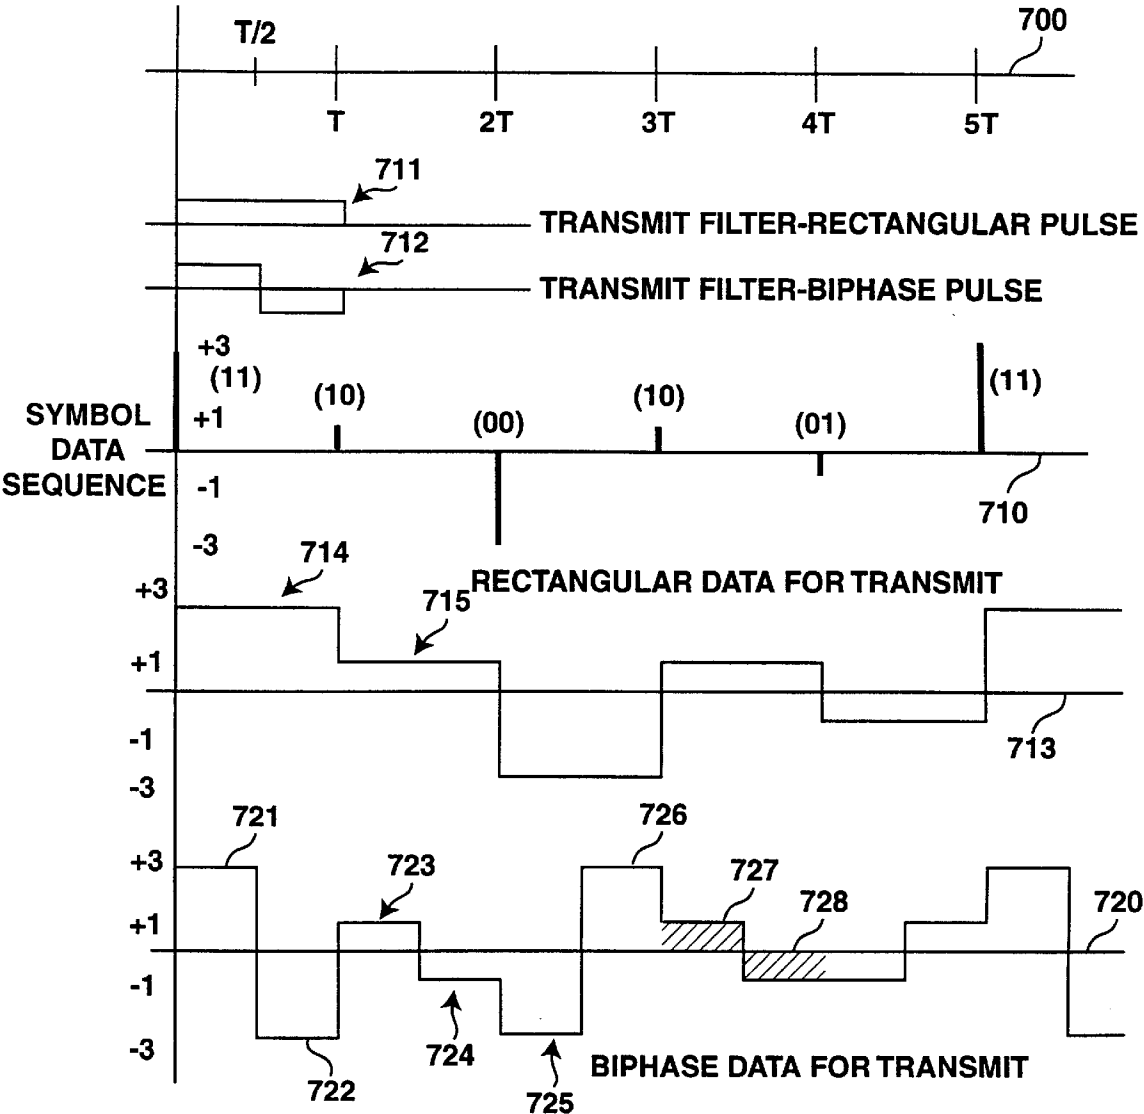 T/2
700
T 2T 3T 4T 5T
711
TRANSMIT FILTER-RECTANGULAR PULSE
712
TRANSMIT FILTER-BIPHASE PULSE
+3
(11) (10) (00) (10) (01) (11)
SYMBOL
DATA
SEQUENCE
+1
-1
-3
710
714
RECTANGULAR DATA FOR TRANSMIT
+3
715
+1
-1
713
-3
721
726
+3
723
727
728
720
+1
-1
724
-3
722
725
BIPHASE DATA FOR TRANSMIT